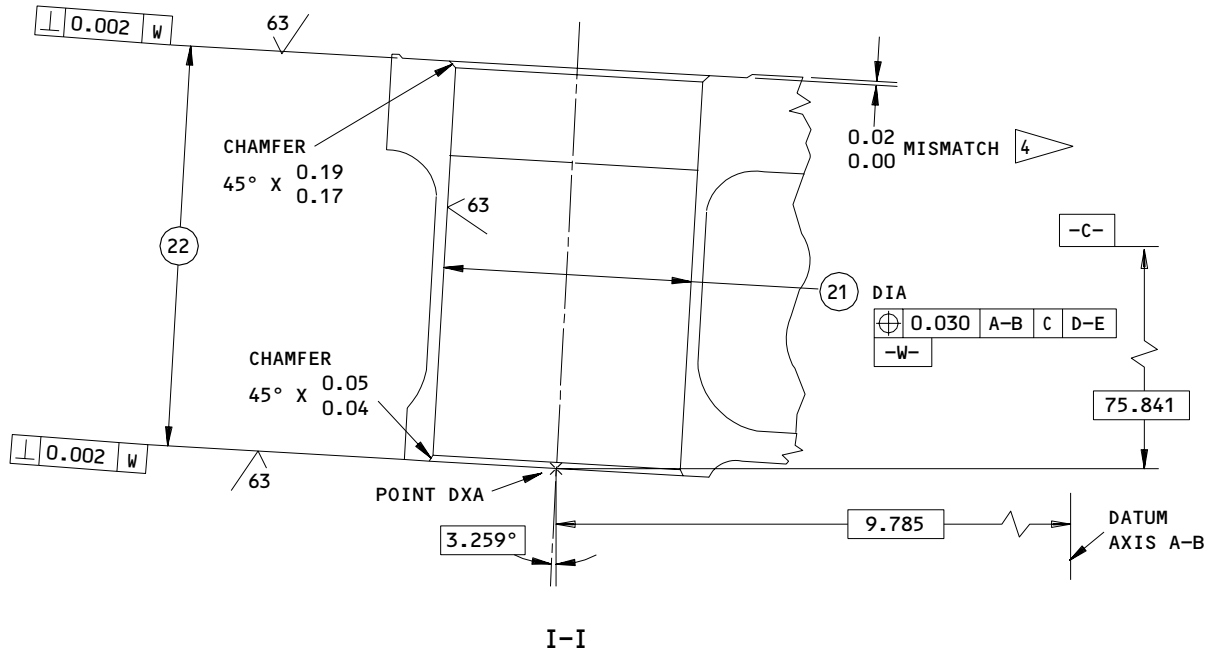 ⊥ 0.002 W
63
CHAMFER
45° X 0.19
0.17
0.02
0.00 MISMATCH 4
63
-C-
22
21 DIA
⌖ 0.030 A-B C D-E
-W-
CHAMFER
45° X 0.05
0.04
75.841
⊥ 0.002 W
63
POINT DXA
9.785
DATUM
AXIS A-B
3.259°
I-I